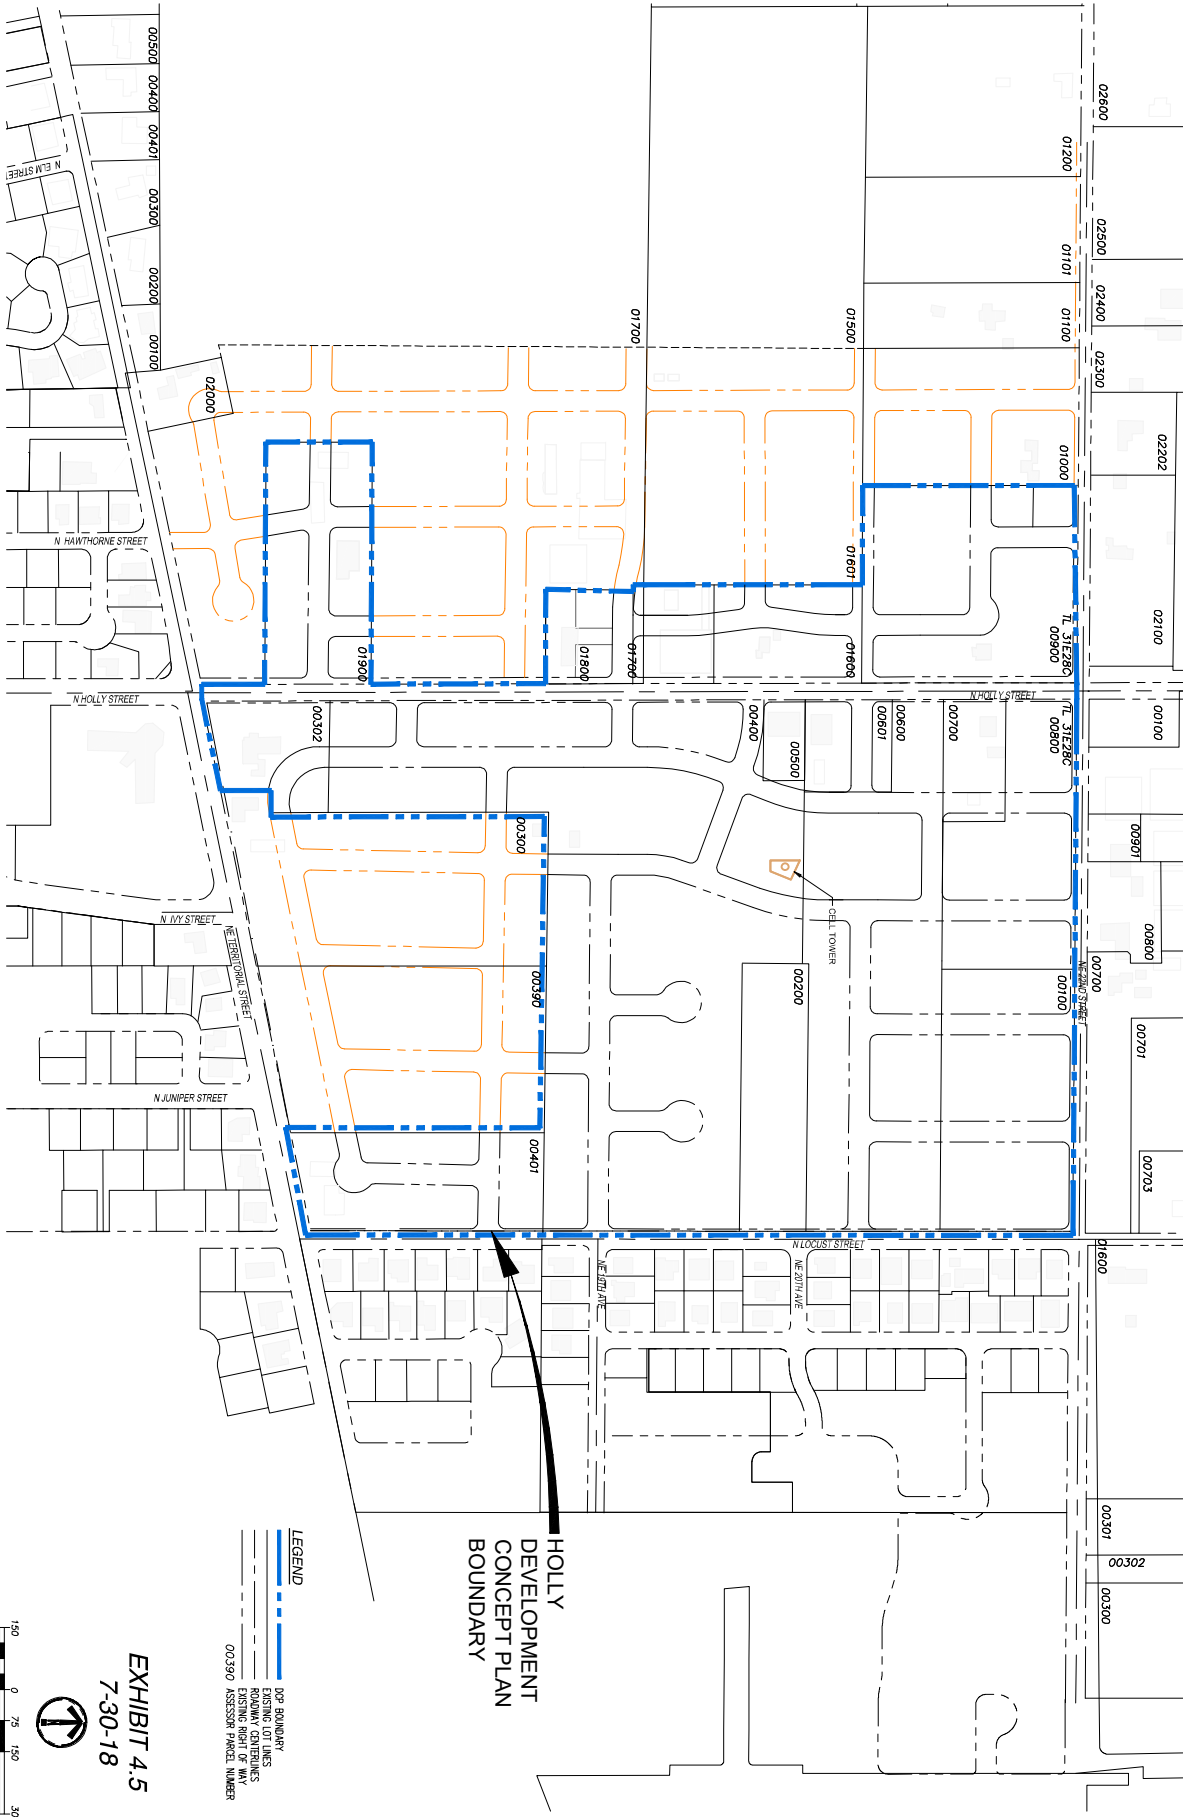 02600
02500
02400
02300
02202
02100
00100
00901
00800
00700
00701
00703
01600
00301
00302
00300
01200
01101
01100
01000
TL 31E28C
00900
TL 31E28C
00800
NE 22ND STREET
00100
01500
01601
01600
N HOLLY STREET
00700
00600
00601
00500
00400
CELL TOWER
00200
01700
01700
01800
01900
00302
00300
00390
00401
N LOCUST STREET
NE 20TH AVE
NE 19TH AVE
00500
00400
00401
00300
00200
00100
02000
N ELM STREET
N HAWTHORNE STREET
N HOLLY STREET
N IVY STREET
NE TERRITORIAL STREET
N JUNIPER STREET
HOLLY
DEVELOPMENT
CONCEPT PLAN
BOUNDARY
LEGEND
DCP BOUNDARY
EXISTING LOT LINES
ROADWAY CENTERLINES
EXISTING RIGHT OF WAY
00390 ASSESSOR PARCEL NUMBER
EXHIBIT 4.5
7-30-18
150 0 75 150